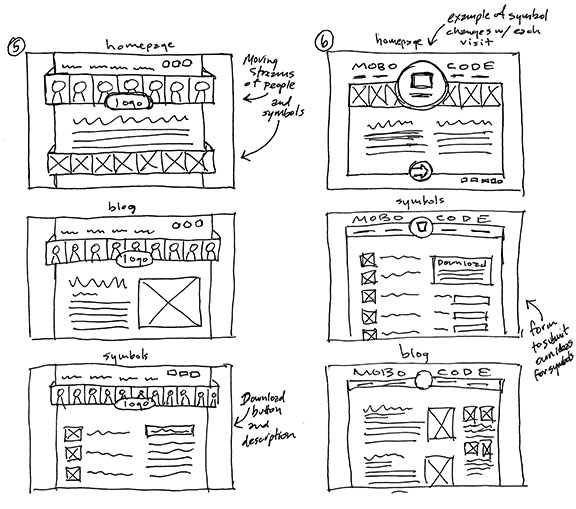 5
homepage
logo
Moving
Streams
of people
and
symbols
blog
logo
symbols
logo
Download
button
and
description
6
example of symbol
changes w/ each
visit
homepage
MOBO CODE
symbols
MOBO CODE
Download
form
to submit
own ideas
for symbols
blog
MOBO CODE